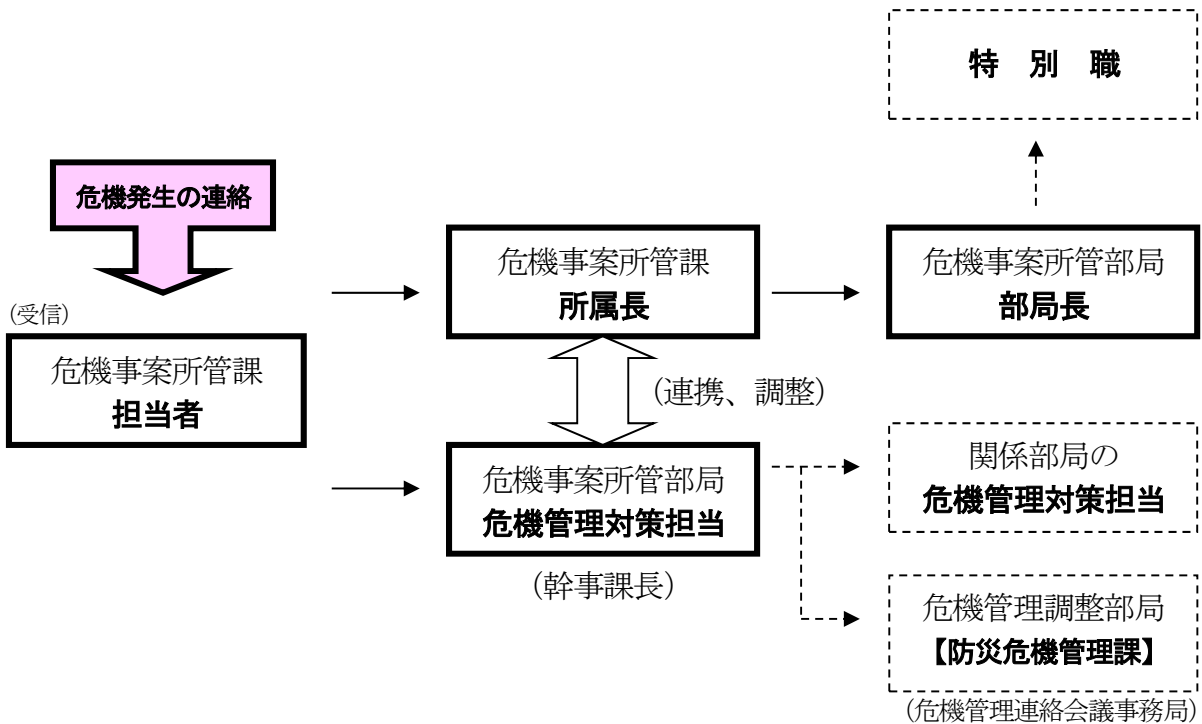 特　別　職
危機発生の連絡
(受信)
危機事案所管課
担当者
危機事案所管課
所属長
危機事案所管部局
部局長
（連携、調整）
危機事案所管部局
危機管理対策担当
（幹事課長）
関係部局の
危機管理対策担当
危機管理調整部局
【防災危機管理課】
（危機管理連絡会議事務局）